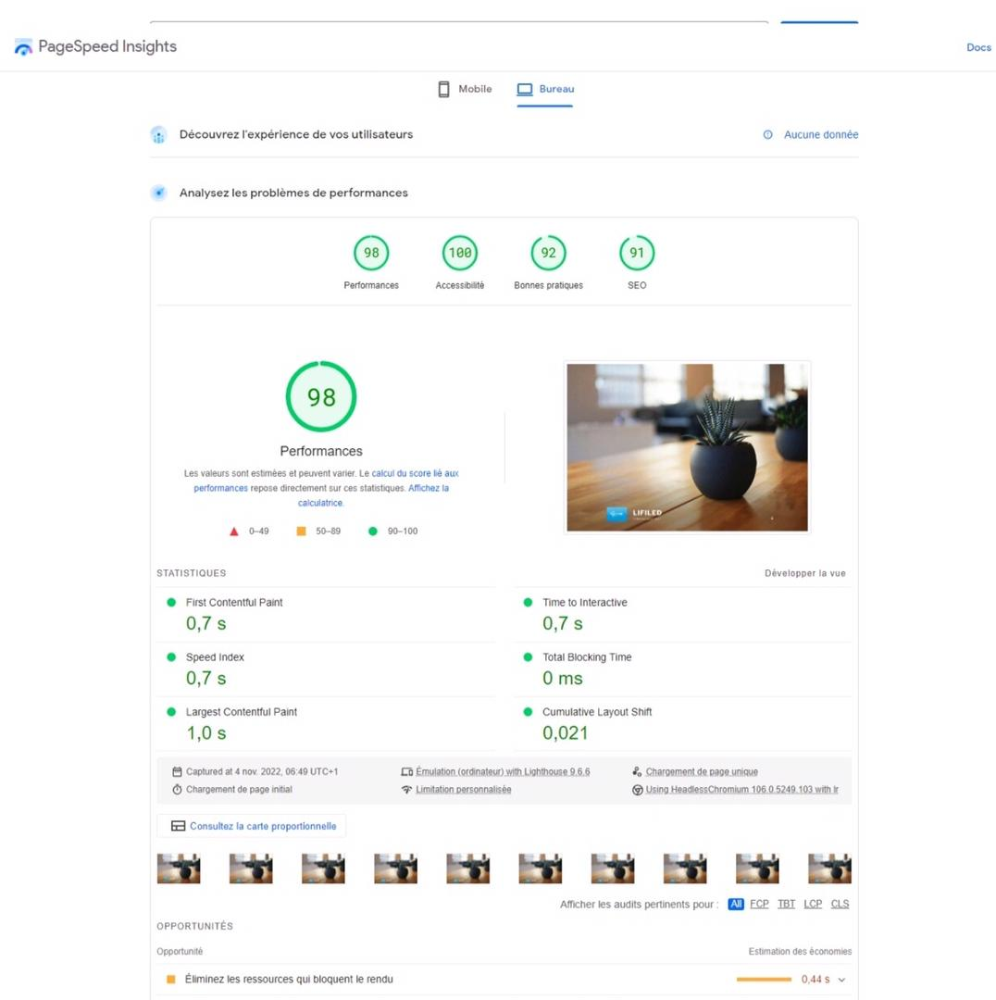 PageSpeed Insights
Docs
Mobile
Bureau
Découvrez l'expérience de vos utilisateurs
Aucune donnée
Analysez les problèmes de performances
98
100
92
91
Performances
Accessibilité
Bonnes pratiques
SEO
98
Performances
Les valeurs sont estimées et peuvent varier. Le calcul du score lié aux
performances repose directement sur ces statistiques. Affichez la
calculatrice.
0–49
50–89
90–100
LIFILED
STATISTIQUES
Développer la vue
First Contentful Paint
0,7 s
Time to Interactive
0,7 s
Speed Index
0,7 s
Total Blocking Time
0 ms
Largest Contentful Paint
1,0 s
Cumulative Layout Shift
0,021
Captured at 4 nov. 2022, 06:49 UTC+1
Émulation (ordinateur) with Lighthouse 9.6.6
Chargement de page unique
Chargement de page initial
Limitation personnalisée
Using HeadlessChromium 106.0.5249.103 with lr
Consultez la carte proportionnelle
Afficher les audits pertinents pour : All FCP TBT LCP CLS
OPPORTUNITÉS
Opportunité
Estimation des économies
Éliminez les ressources qui bloquent le rendu
0,44 s